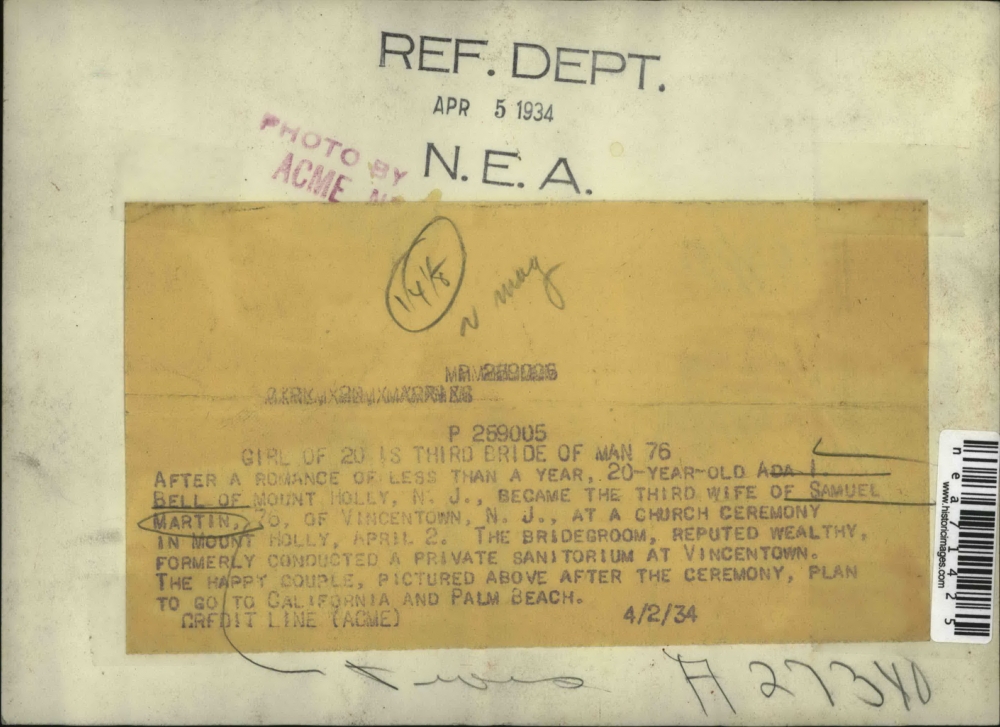 REF. DEPT.
APR 5 1934
N. E. A.
PHOTO BY
ACME
1/4/8
mag
P 259005
GIRL OF 20 IS THIRD BRIDE OF MAN 76
AFTER A ROMANCE OF LESS THAN A YEAR, 20-YEAR-OLD ADA I.
BELL OF MOUNT HOLLY, N. J., BECAME THE THIRD WIFE OF SAMUEL
MARTIN, 76, OF VINCENTOWN, N. J., AT A CHURCH CEREMONY
IN MOUNT HOLLY, APRIL 2. THE BRIDEGROOM, REPUTED WEALTHY,
FORMERLY CONDUCTED A PRIVATE SANITORIUM AT VINCENTOWN.
THE HAPPY COUPLE, PICTURED ABOVE AFTER THE CEREMONY, PLAN
TO GO TO CALIFORNIA AND PALM BEACH.
CREDIT LINE (ACME) 4/2/34
A 27340
www.historicimages.com
nea71425